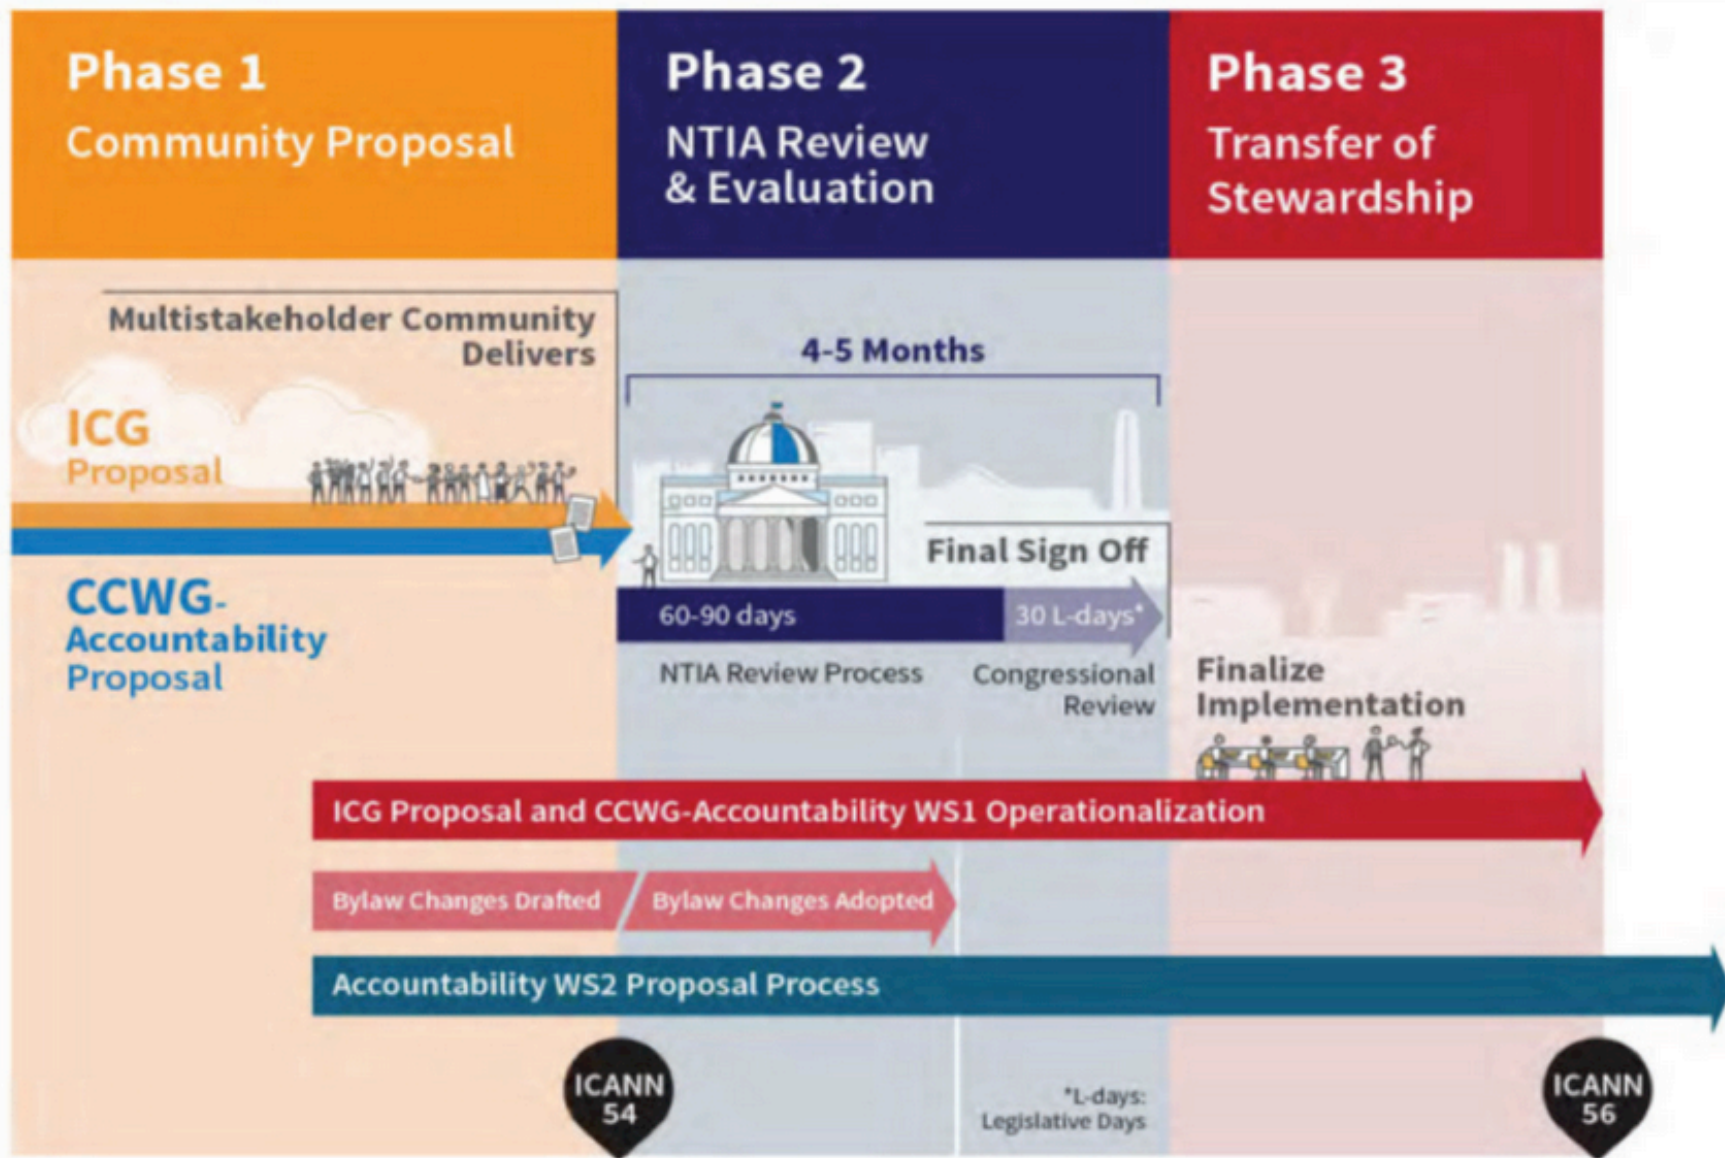 Phase 1
Community Proposal
Phase 2
NTIA Review
& Evaluation
Phase 3
Transfer of
Stewardship
Multistakeholder Community
Delivers
ICG
Proposal
CCWG-
Accountability
Proposal
4-5 Months
Final Sign Off
60-90 days
30 L-days*
NTIA Review Process
Congressional
Review
Finalize
Implementation
ICG Proposal and CCWG-Accountability WS1 Operationalization
Bylaw Changes Drafted
Bylaw Changes Adopted
Accountability WS2 Proposal Process
ICANN
54
*L-days:
Legislative Days
ICANN
56